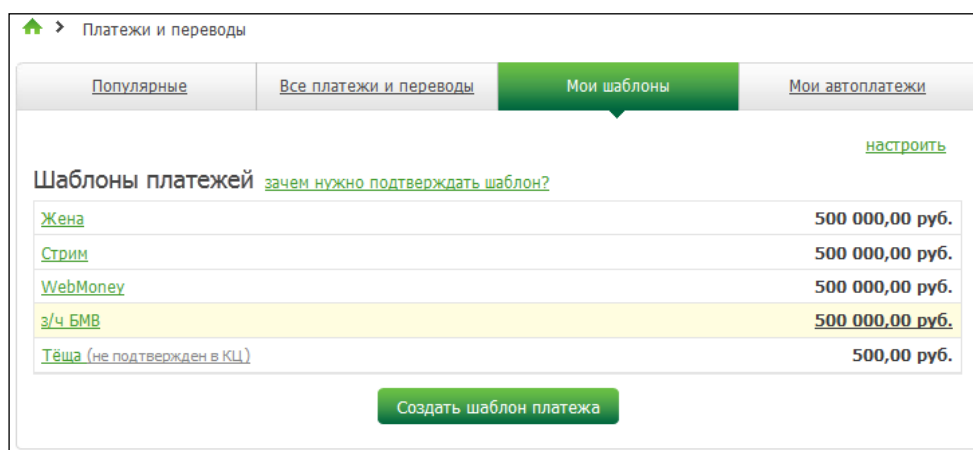 Платежи и переводы
Популярные Все платежи и переводы Мои шаблоны Мои автоплатежи
настроить
Шаблоны платежей зачем нужно подтверждать шаблон?
Жена 500 000,00 руб.
Стрим 500 000,00 руб.
WebMoney 500 000,00 руб.
з/ч БМВ 500 000,00 руб.
Тёща (не подтвержден в КЦ) 500,00 руб.
Создать шаблон платежа